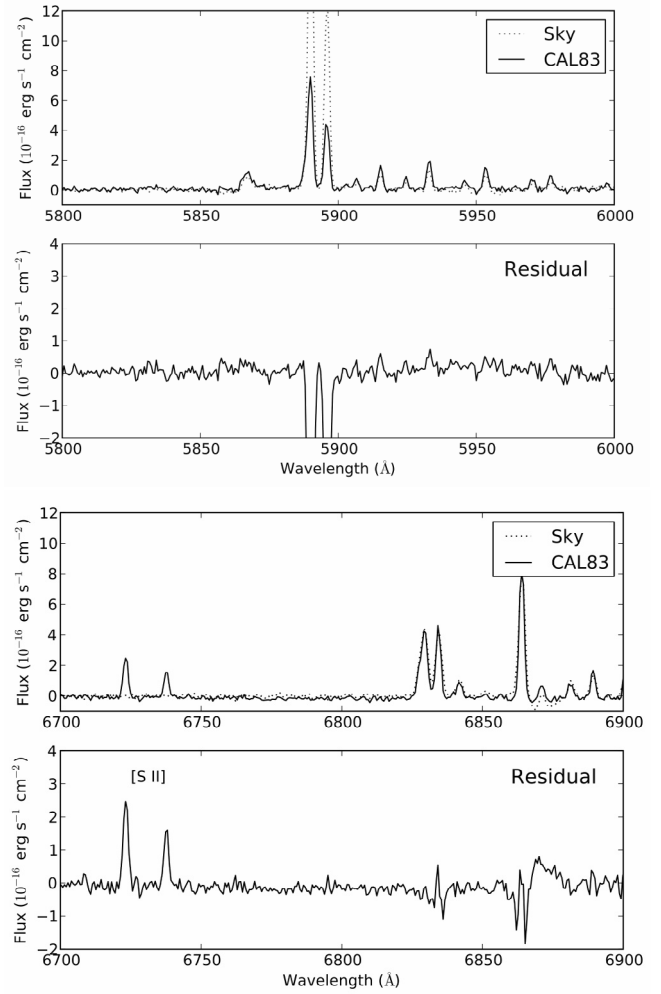 12
10
8
6
4
2
0
Flux (10⁻¹⁶ erg s⁻¹ cm⁻²)
Sky
CAL83
5800 5850 5900 5950 6000
4
3
2
1
0
−1
−2
Flux (10⁻¹⁶ erg s⁻¹ cm⁻²)
Residual
5800 5850 5900 5950 6000
Wavelength (Å)
12
10
8
6
4
2
0
Flux (10⁻¹⁶ erg s⁻¹ cm⁻²)
Sky
CAL83
6700 6750 6800 6850 6900
4
3
2
1
0
−1
−2
Flux (10⁻¹⁶ erg s⁻¹ cm⁻²)
[S II]
Residual
6700 6750 6800 6850 6900
Wavelength (Å)